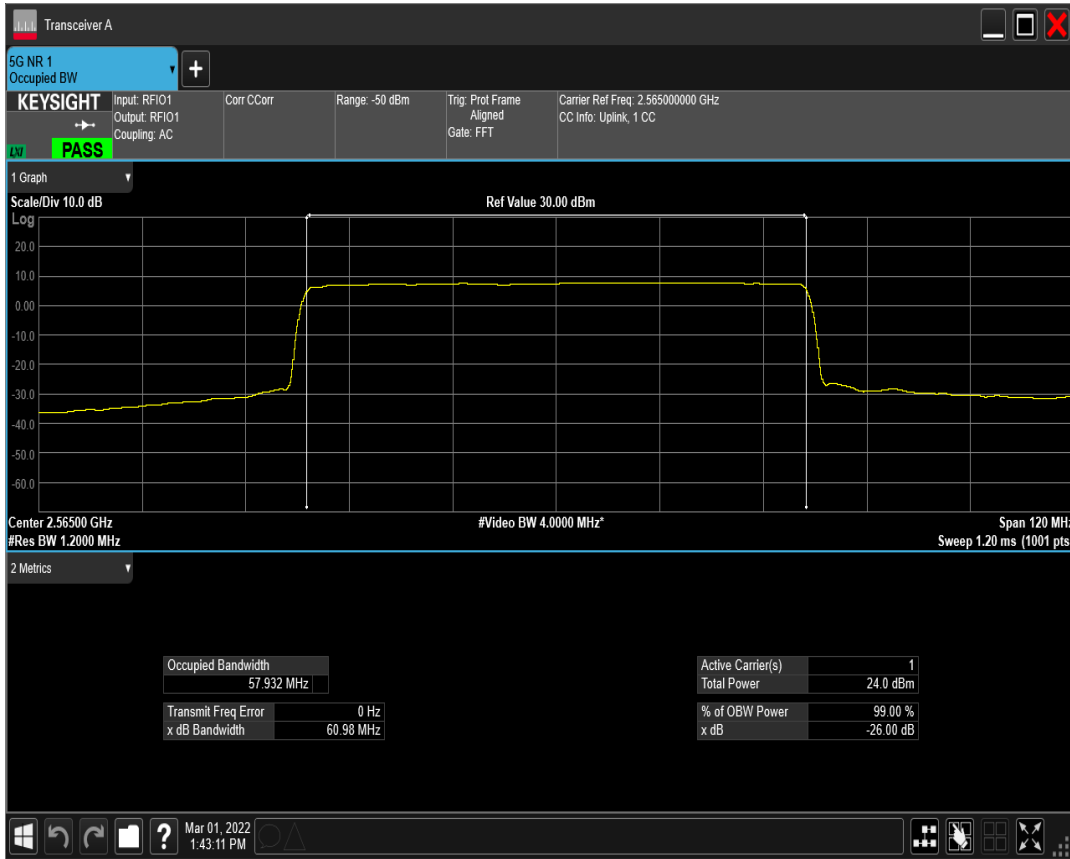 Transceiver A
5G NR 1
Occupied BW
+
KEYSIGHT
LXI
PASS
Input: RFIO1
Output: RFIO1
Coupling: AC
Corr CCorr
Range: -50 dBm
Trig: Prot Frame
Aligned
Gate: FFT
Carrier Ref Freq: 2.565000000 GHz
CC Info: Uplink, 1 CC
1 Graph
Scale/Div 10.0 dB
Ref Value 30.00 dBm
Log
20.0
10.0
0.00
-10.0
-20.0
-30.0
-40.0
-50.0
-60.0
Center 2.56500 GHz
#Video BW 4.0000 MHz*
Span 120 MHz
#Res BW 1.2000 MHz
Sweep 1.20 ms (1001 pts
2 Metrics
Occupied Bandwidth
57.932 MHz
Transmit Freq Error 0 Hz
x dB Bandwidth 60.98 MHz
Active Carrier(s) 1
Total Power 24.0 dBm
% of OBW Power 99.00 %
x dB -26.00 dB
?
Mar 01, 2022
1:43:11 PM